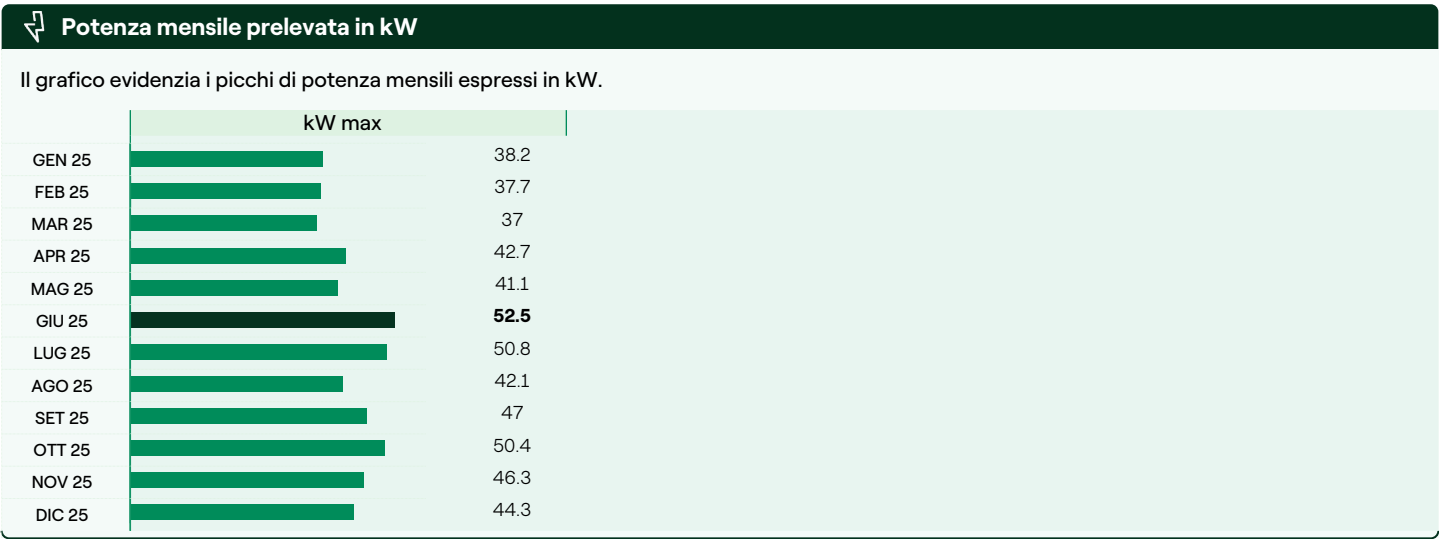 Potenza mensile prelevata in kW
Il grafico evidenzia i picchi di potenza mensili espressi in kW.
kW max
GEN 25 38.2
FEB 25 37.7
MAR 25 37
APR 25 42.7
MAG 25 41.1
GIU 25 52.5
LUG 25 50.8
AGO 25 42.1
SET 25 47
OTT 25 50.4
NOV 25 46.3
DIC 25 44.3